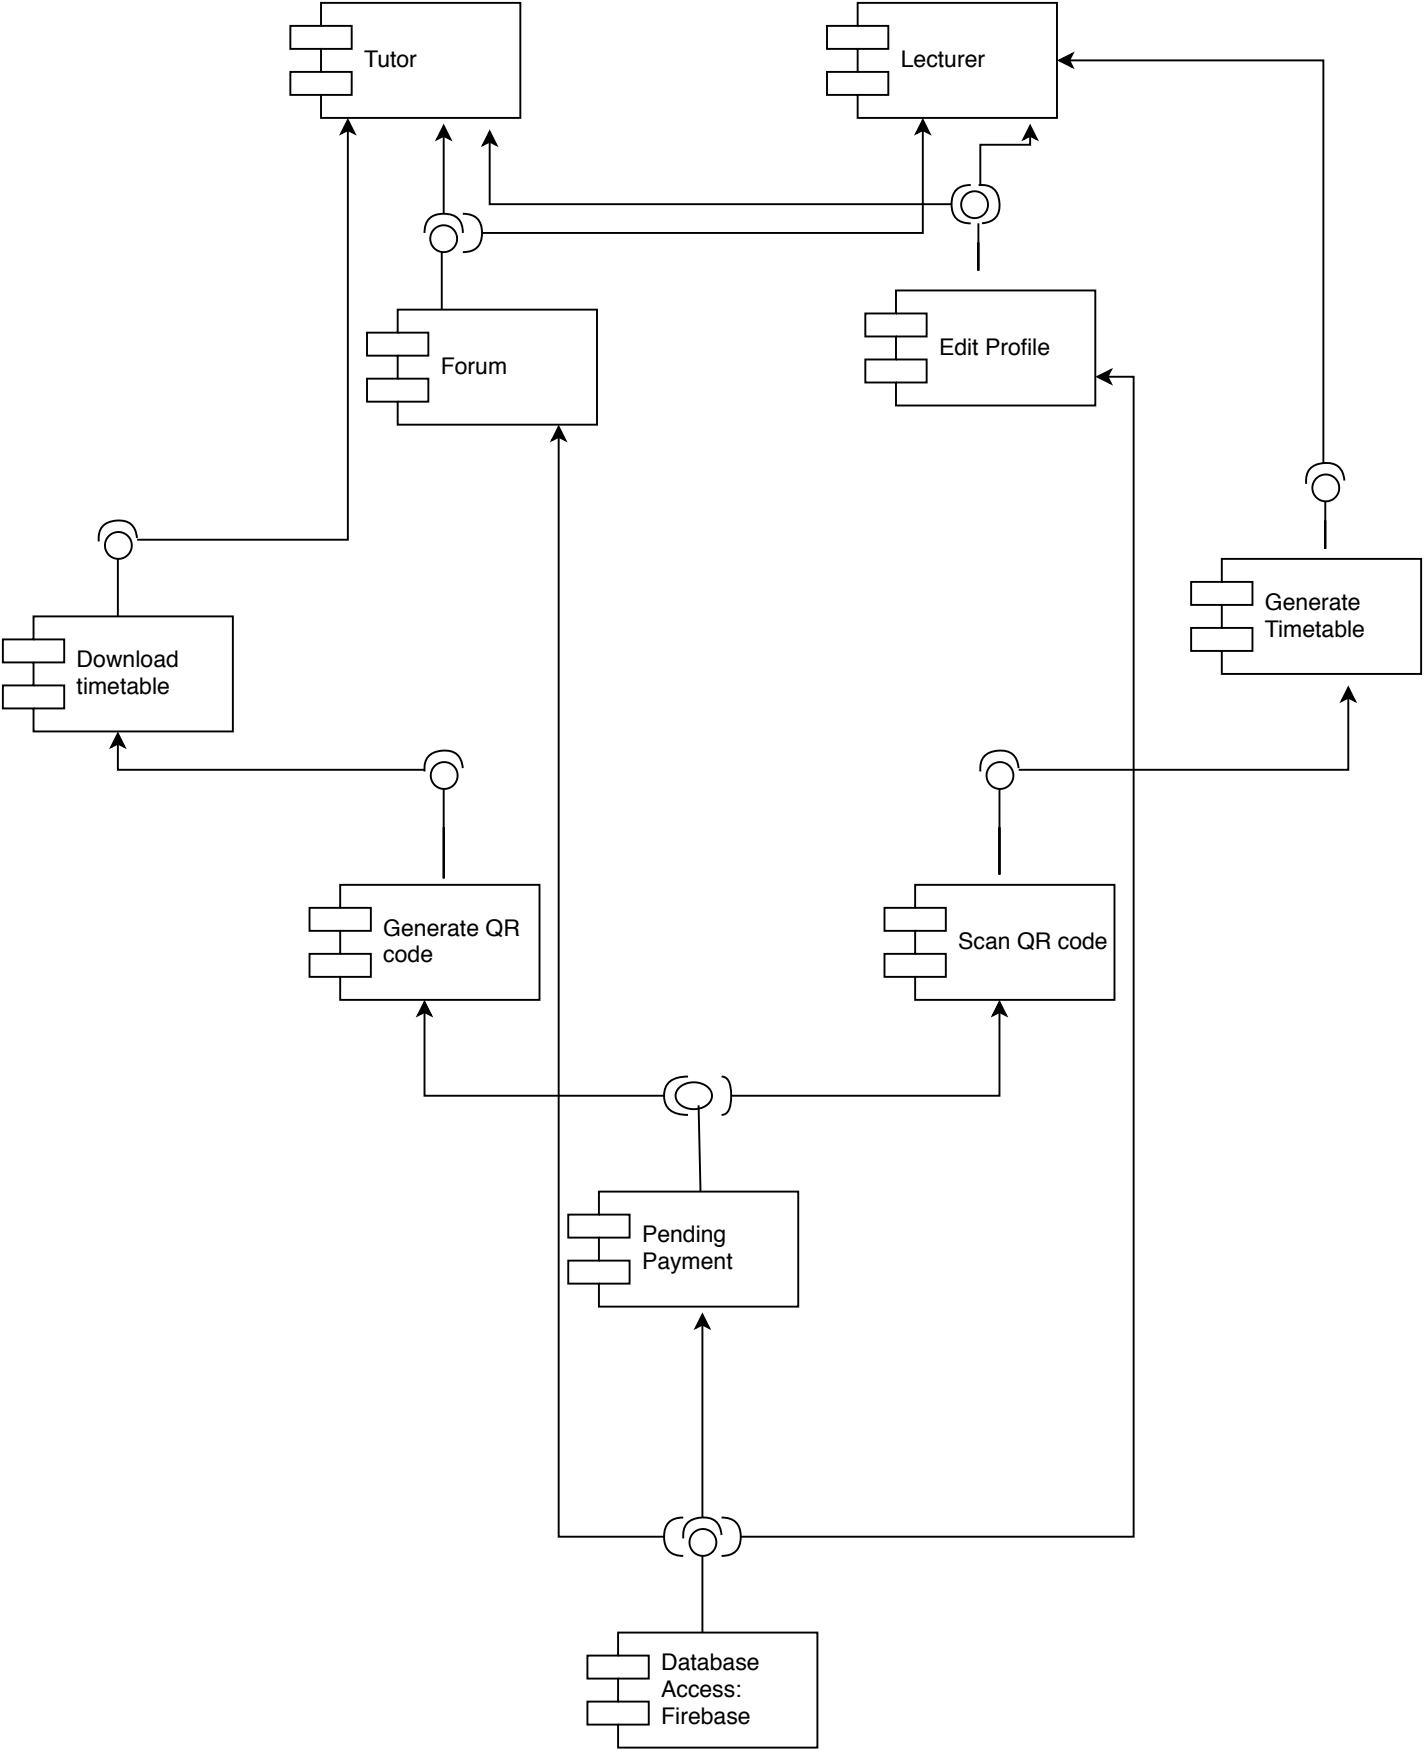 Tutor
Lecturer
Forum
Edit Profile
Generate
Timetable
Download
timetable
Generate QR
code
Scan QR code
Pending
Payment
Database
Access:
Firebase